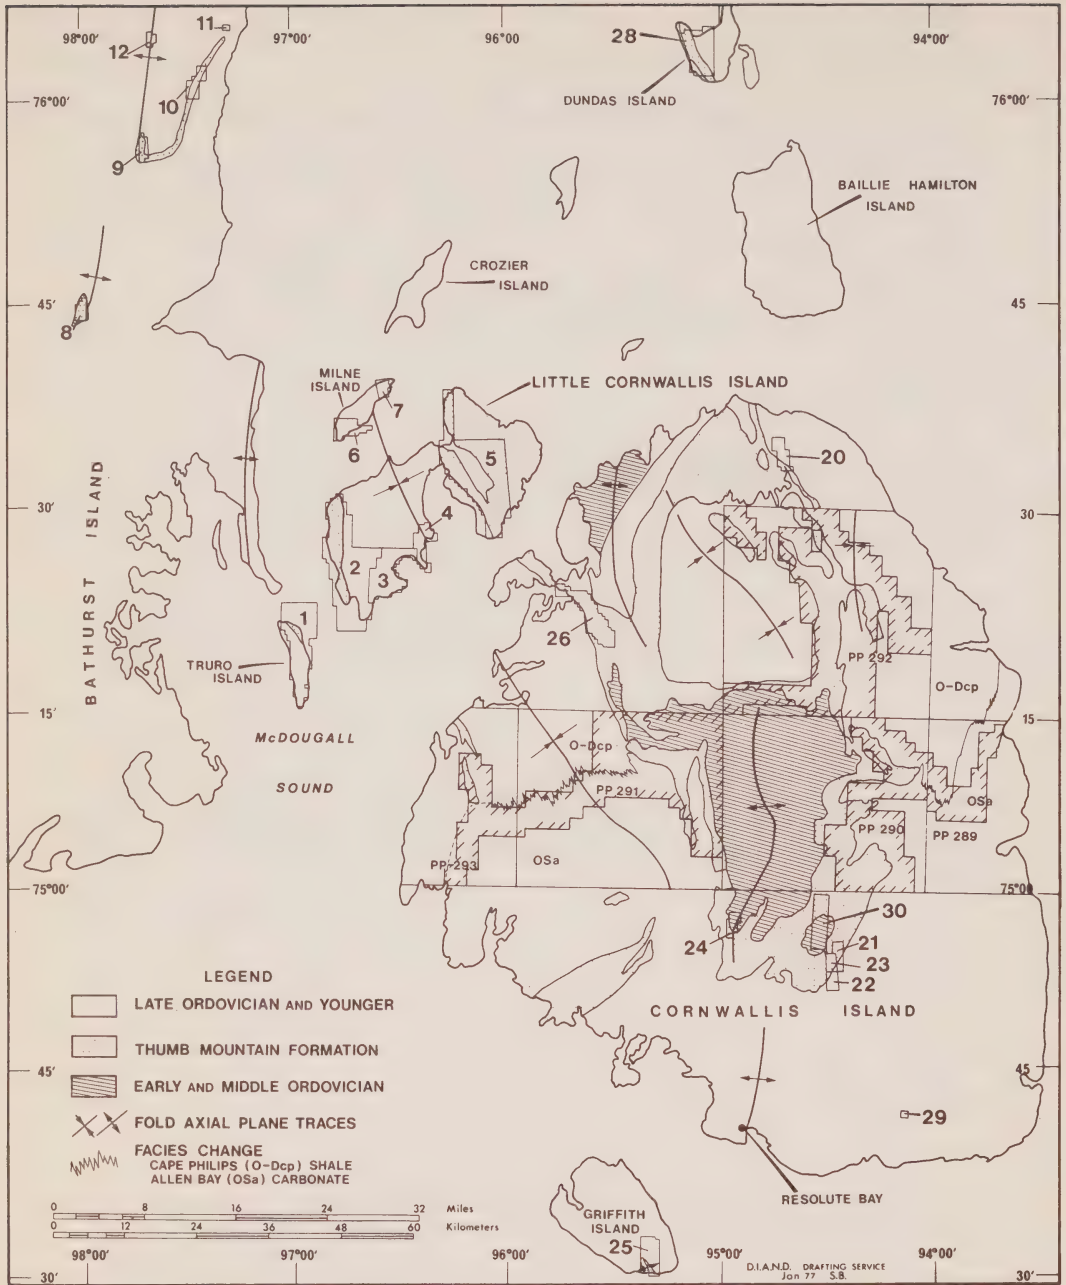 98°00'
11
97°00'
96°00'
28
94°00'
12
10
DUNDAS ISLAND
76°00'
76°00'
9
BAILLIE HAMILTON
ISLAND
CROZIER
ISLAND
45'
45
8
MILNE
ISLAND
LITTLE CORNWALLIS ISLAND
7
6
5
20
BATHURST ISLAND
30'
30
4
2
3
1
26
TRURO
ISLAND
PP 292
O-Dcp
15'
15
McDOUGALL
SOUND
O-Dcp
PP 291
OSa
PP 290
PP 289
PP-293
OSa
75°00'
75°00'
30
24
21
23
22
LEGEND
LATE ORDOVICIAN AND YOUNGER
THUMB MOUNTAIN FORMATION
EARLY AND MIDDLE ORDOVICIAN
FOLD AXIAL PLANE TRACES
FACIES CHANGE
CAPE PHILIPS (O-Dcp) SHALE
ALLEN BAY (OSa) CARBONATE
CORNWALLIS ISLAND
45'
45
29
RESOLUTE BAY
0 8 16 24 32 Miles
0 12 24 36 48 60 Kilometers
GRIFFITH
ISLAND
25
98°00'
97°00'
96°00'
95°00'
94°00'
30'
30'
D.I.A.N.D. DRAFTING SERVICE
Jan 77 S.B.